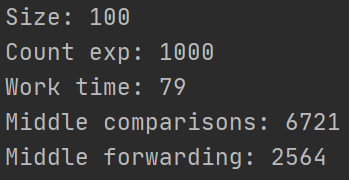 Size: 100
Count exp: 1000
Work time: 79
Middle comparisons: 6721
Middle forwarding: 2564